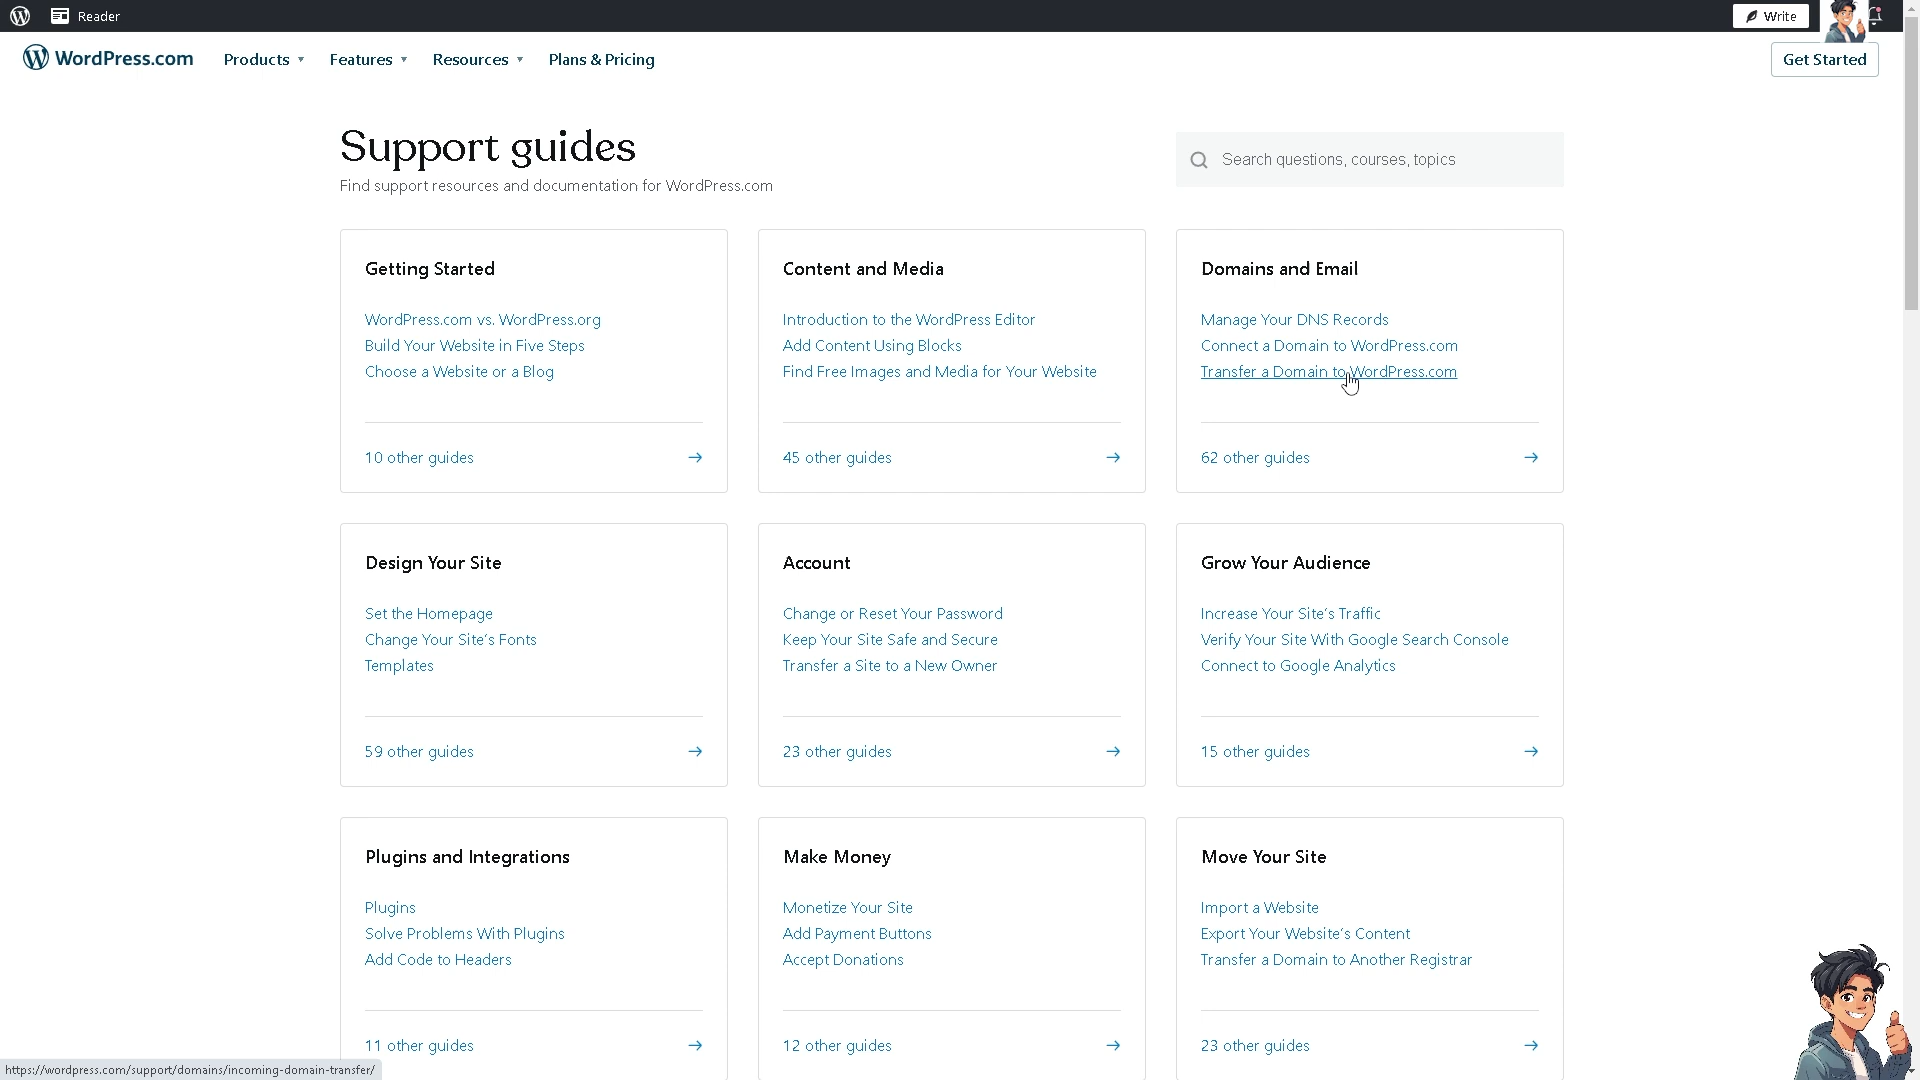 Reader
Write
WordPress.com
Products
Features
Resources
Plans & Pricing
Get Started
Support guides
Find support resources and documentation for WordPress.com
Search questions, courses, topics
Getting Started
WordPress.com vs. WordPress.org
Build Your Website in Five Steps
Choose a Website or a Blog
10 other guides
Content and Media
Introduction to the WordPress Editor
Add Content Using Blocks
Find Free Images and Media for Your Website
45 other guides
Domains and Email
Manage Your DNS Records
Connect a Domain to WordPress.com
Transfer a Domain to WordPress.com
62 other guides
Design Your Site
Set the Homepage
Change Your Site's Fonts
Templates
59 other guides
Account
Change or Reset Your Password
Keep Your Site Safe and Secure
Transfer a Site to a New Owner
23 other guides
Grow Your Audience
Increase Your Site's Traffic
Verify Your Site With Google Search Console
Connect to Google Analytics
15 other guides
Plugins and Integrations
Plugins
Solve Problems With Plugins
Add Code to Headers
11 other guides
Make Money
Monetize Your Site
Add Payment Buttons
Accept Donations
12 other guides
Move Your Site
Import a Website
Export Your Website's Content
Transfer a Domain to Another Registrar
23 other guides
https://wordpress.com/support/domains/incoming-domain-transfer/